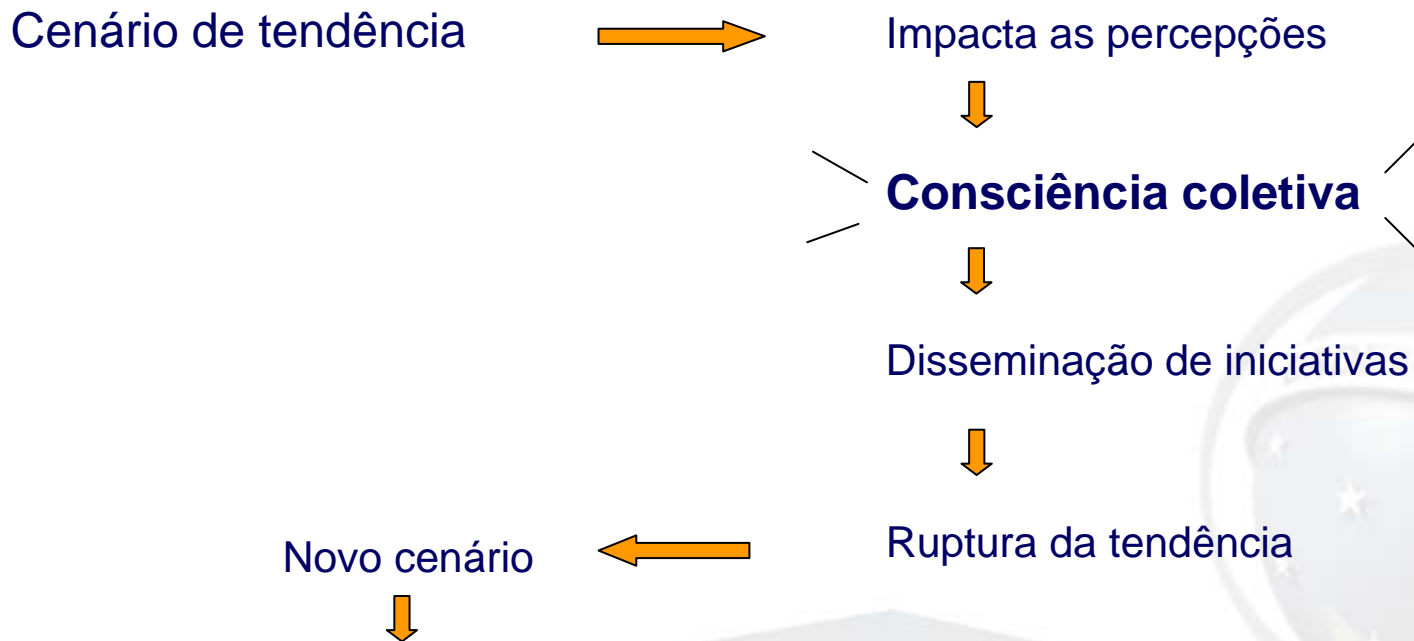 Cenário de tendência
Impacta as percepções
Consciência coletiva
Disseminação de iniciativas
Ruptura da tendência
Novo cenário